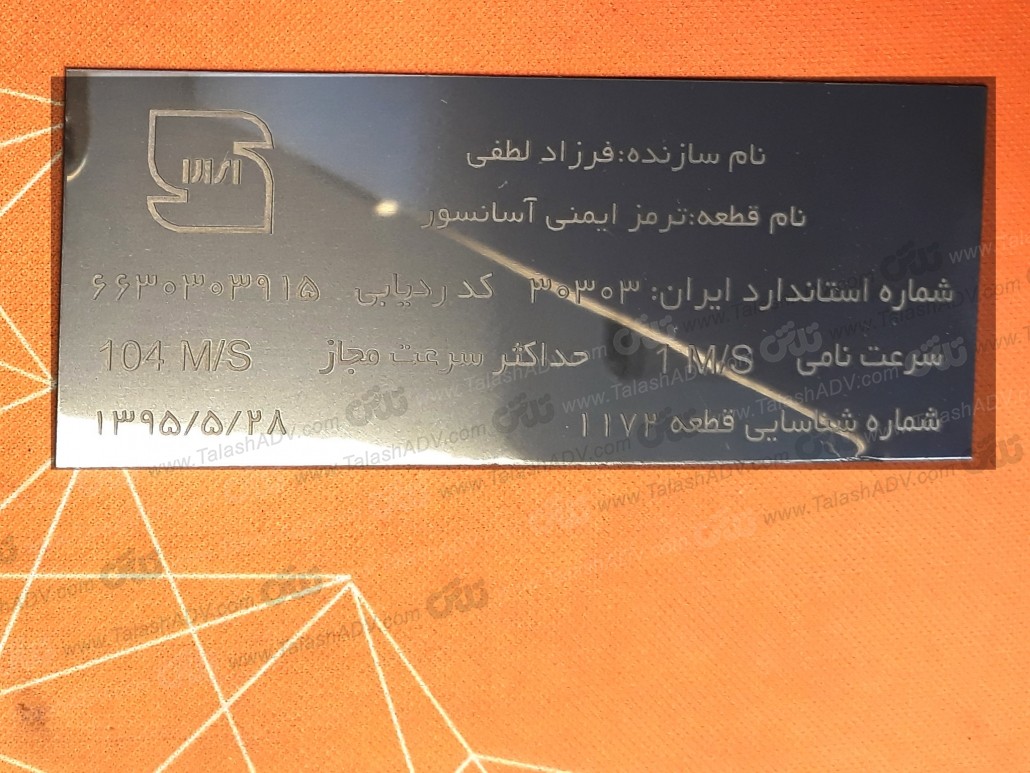 نام سازنده:فرزاد لطفی
نام قطعه:ترمز ایمنی آسانسور
شماره استاندارد ایران: ۳۰۳۰۳ کد ردیابی ۶۶۳۰۳۰۳۹۱۵
سرعت نامی 1 M/S حداکثر سرعت مجاز 104 M/S
شماره شناسایی قطعه ۱۱۷۲ ۱۳۹۵/۵/۲۸
تلاش www.TalashADV.com